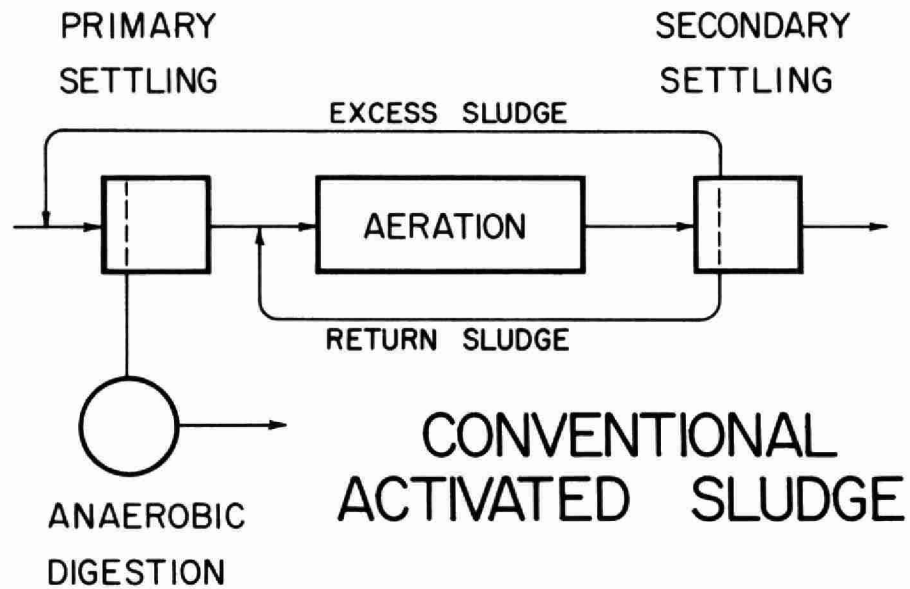 PRIMARY
SETTLING
SECONDARY
SETTLING
EXCESS SLUDGE
AERATION
RETURN SLUDGE
CONVENTIONAL
ACTIVATED SLUDGE
ANAEROBIC
DIGESTION